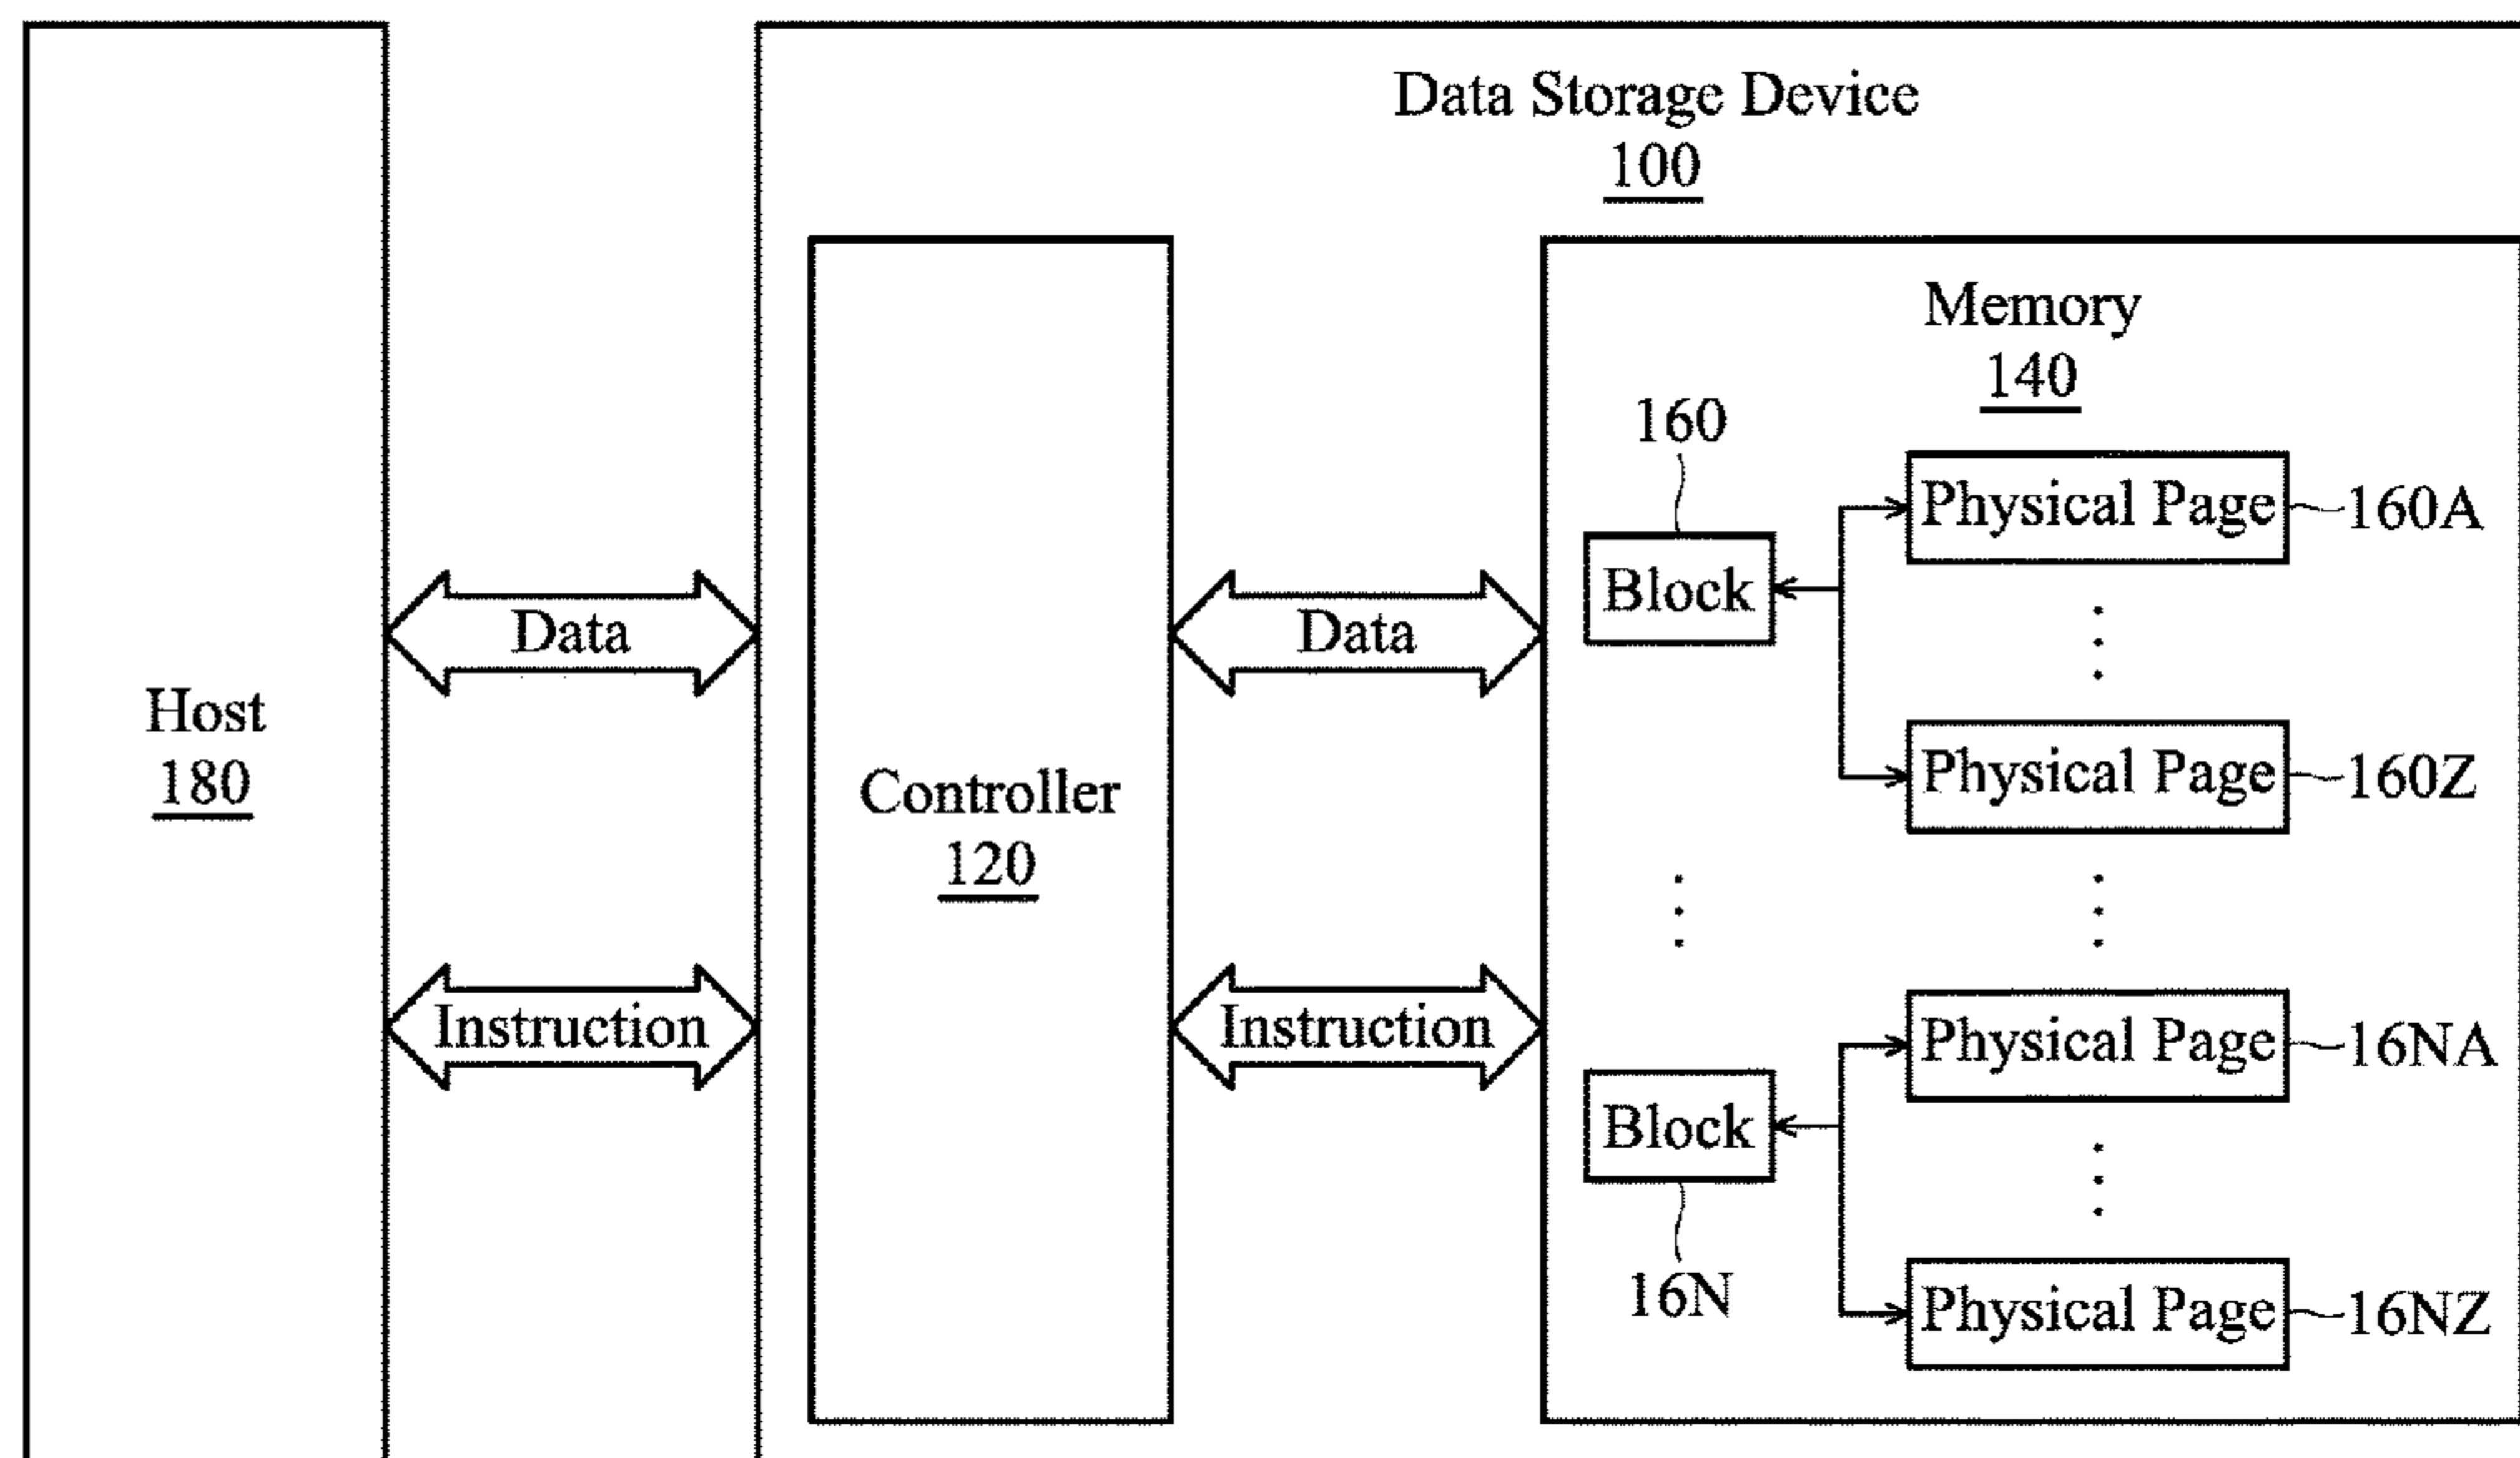 Data Storage Device
100
Memory
140
160
Physical Page
160A
Block
Data
Data
Host
180
Physical Page
160Z
Controller
120
Instruction
Instruction
Physical Page
16NA
Block
16N
Physical Page
16NZ